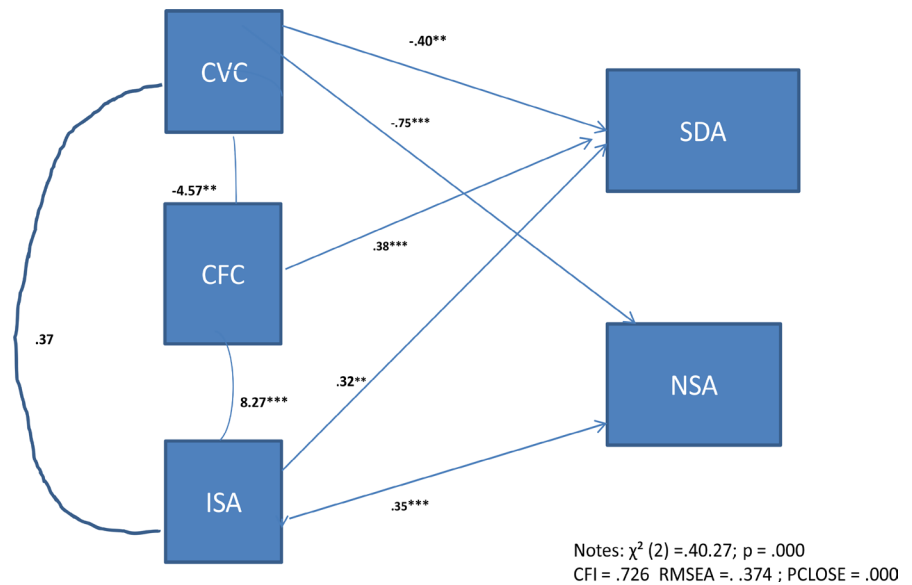 CVC
-.40**
SDA
-.75***
-4.57**
CFC
.38***
.37
.32**
NSA
8.27***
ISA
.35***
Notes: χ² (2) =.40.27; p = .000
CFI = .726 RMSEA =. .374 ; PCLOSE = .000